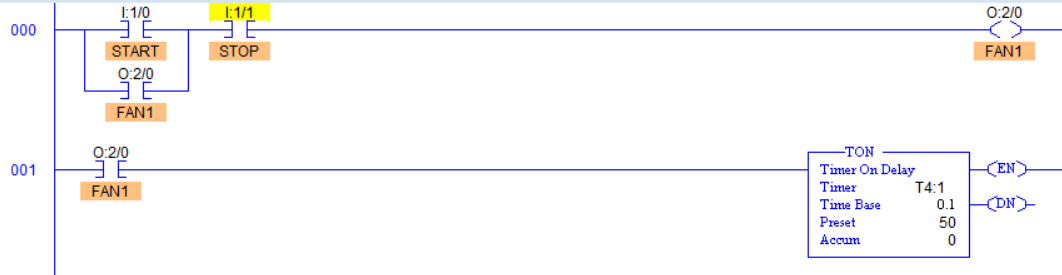 I:1/0 I:1/1 O:2/0
000
START STOP FAN1
O:2/0
FAN1
O:2/0
001
FAN1
TON
Timer On Delay EN
Timer T4:1
Time Base 0.1 DN
Preset 50
Accum 0